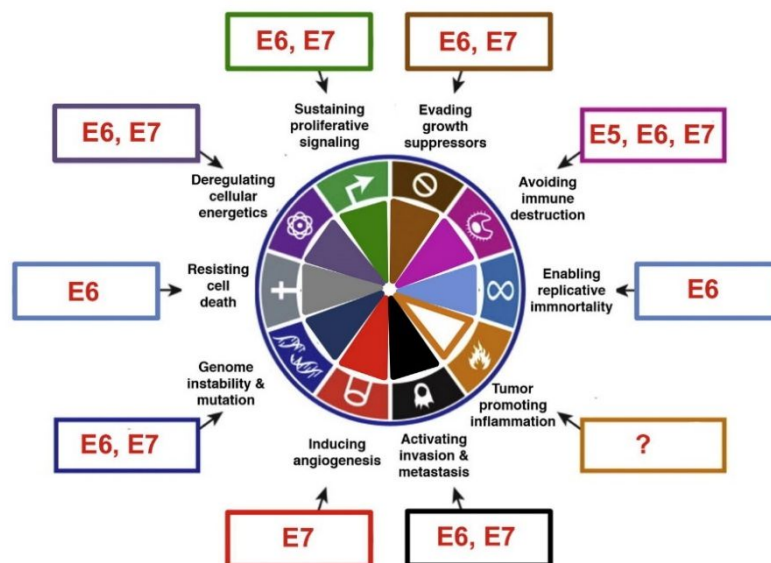 E6, E7
E6, E7
Sustaining
proliferative
signaling
Evading
growth
suppressors
E6, E7
E5, E6, E7
Deregulating
cellular
energetics
Avoiding
immune
destruction
E6
Resisting
cell
death
Enabling
replicative
immnortality
E6
Genome
instability &
mutation
Tumor
promoting
inflammation
E6, E7
Inducing
angiogenesis
Activating
invasion &
metastasis
?
E7
E6, E7